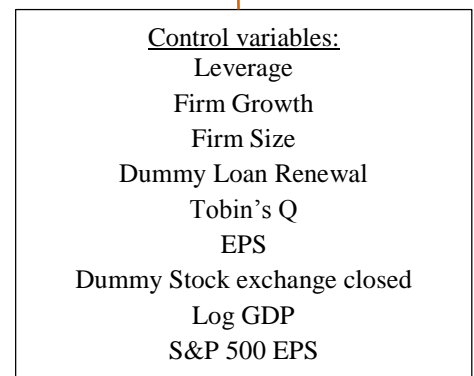 Control variables:
Leverage
Firm Growth
Firm Size
Dummy Loan Renewal
Tobin’s Q
EPS
Dummy Stock exchange closed
Log GDP
S&P 500 EPS